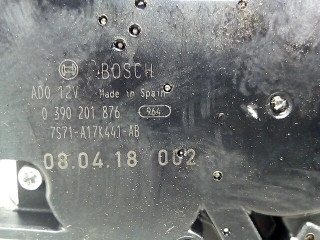 BOSCH
ADO 12V Made in Spain
0 390 201 876 964
7S71-A17K441-AB
08.04.18 002